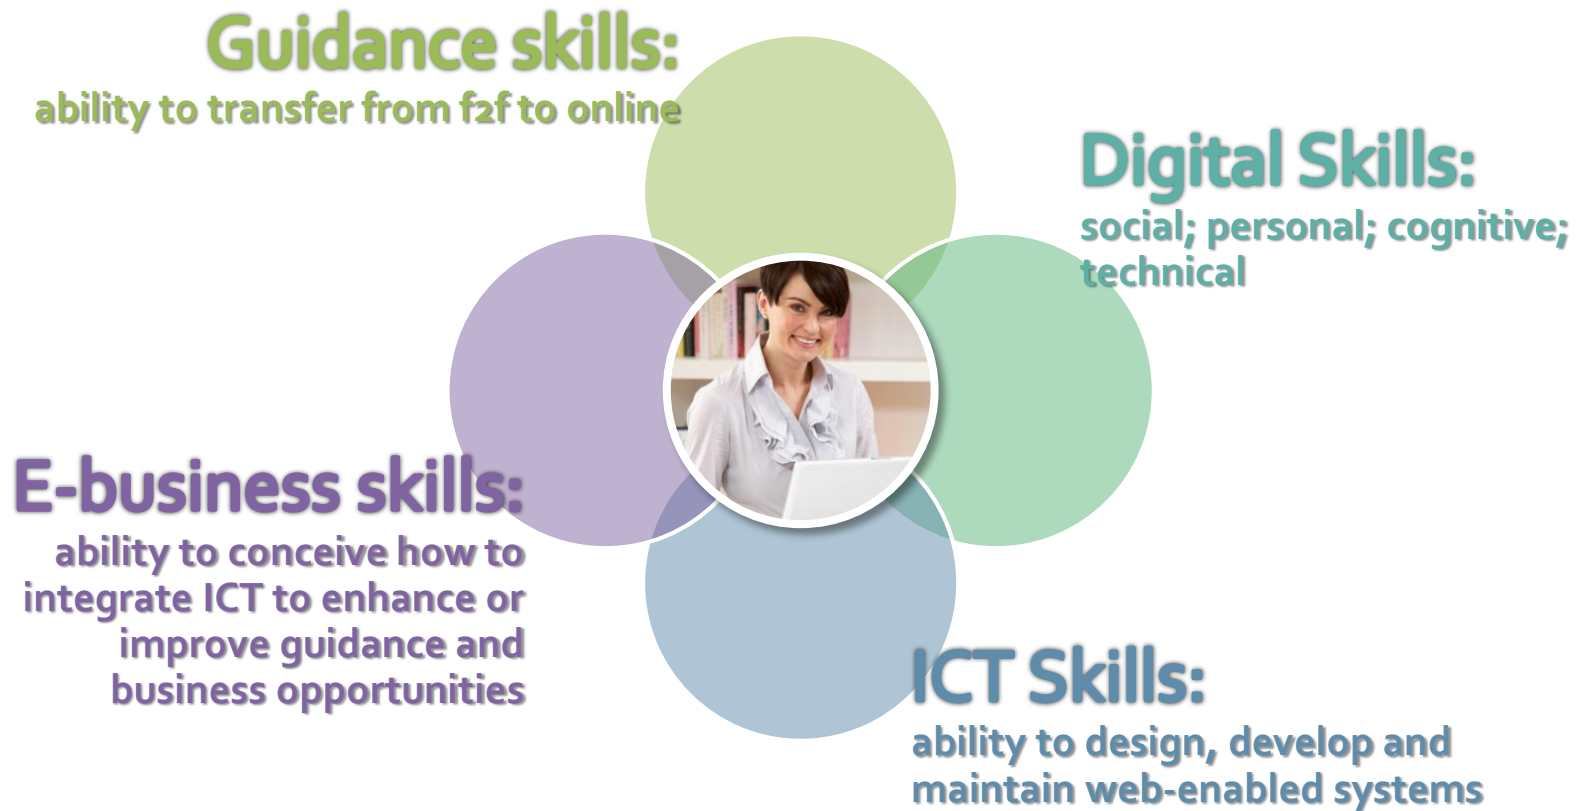 Guidance skills:
ability to transfer from f2f to online
Digital Skills:
social; personal; cognitive;
technical
E-business skills:
ability to conceive how to
integrate ICT to enhance or
improve guidance and
business opportunities
ICT Skills:
ability to design, develop and
maintain web-enabled systems